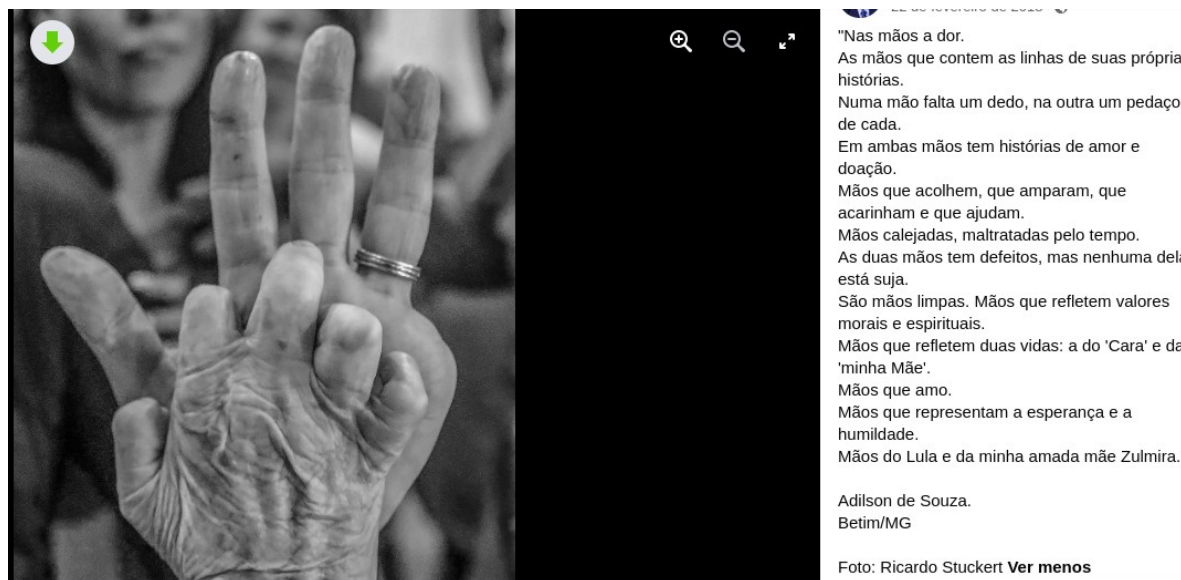 "Nas mãos a dor.
As mãos que contem as linhas de suas própria
histórias.
Numa mão falta um dedo, na outra um pedaço
de cada.
Em ambas mãos tem histórias de amor e
doação.
Mãos que acolhem, que amparam, que
acarinham e que ajudam.
Mãos calejadas, maltratadas pelo tempo.
As duas mãos tem defeitos, mas nenhuma dela
está suja.
São mãos limpas. Mãos que refletem valores
morais e espirituais.
Mãos que refletem duas vidas: a do 'Cara' e da
'minha Mãe'.
Mãos que amo.
Mãos que representam a esperança e a
humildade.
Mãos do Lula e da minha amada mãe Zulmira.
Adilson de Souza.
Betim/MG
Foto: Ricardo Stuckert Ver menos